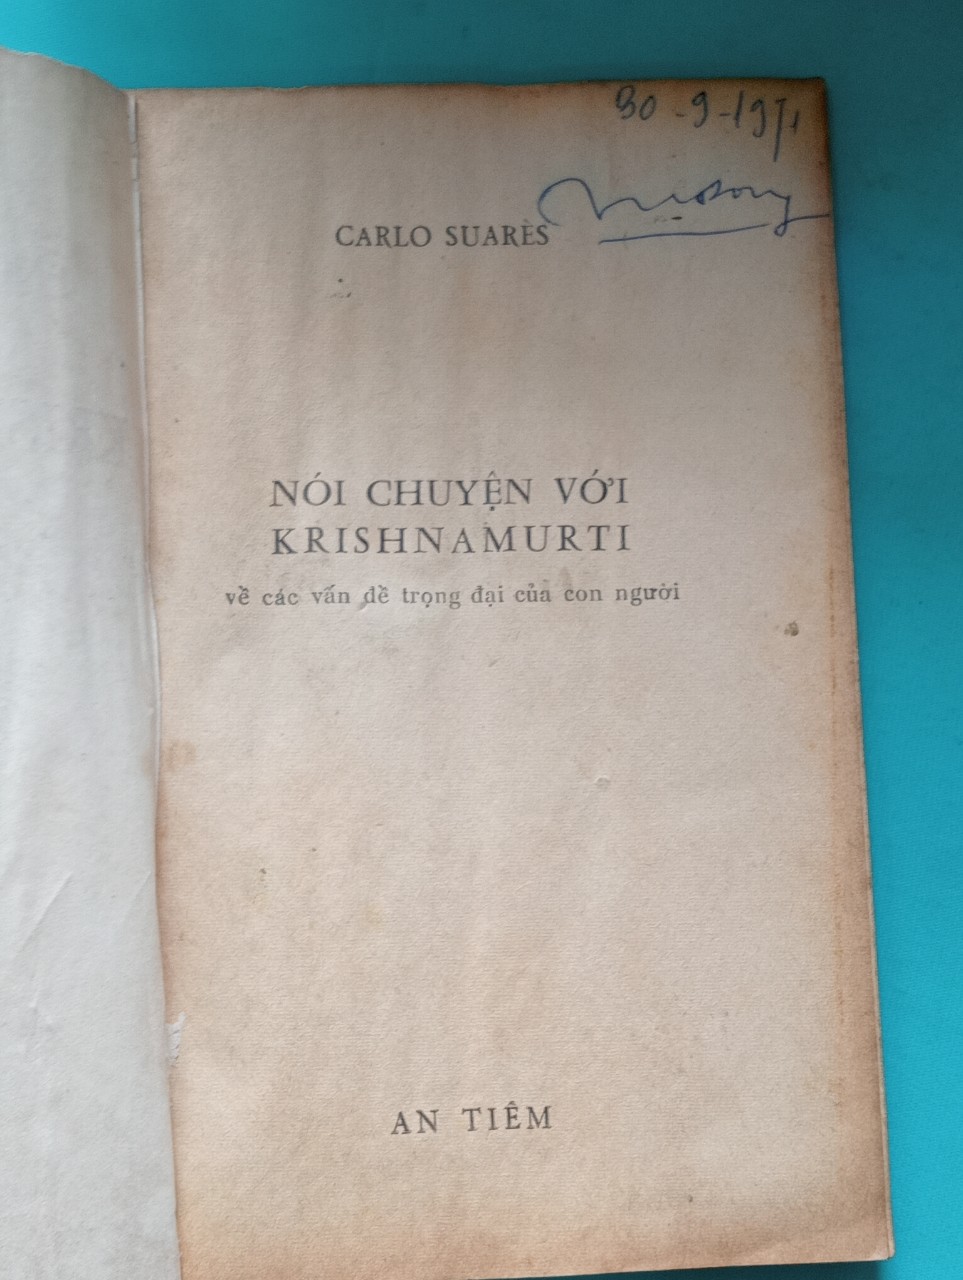 30-9-1971
CARLO SUARÈS
NÓI CHUYỆN VỚI
KRISHNAMURTI
về các vấn đề trọng đại của con người
AN TIÊM